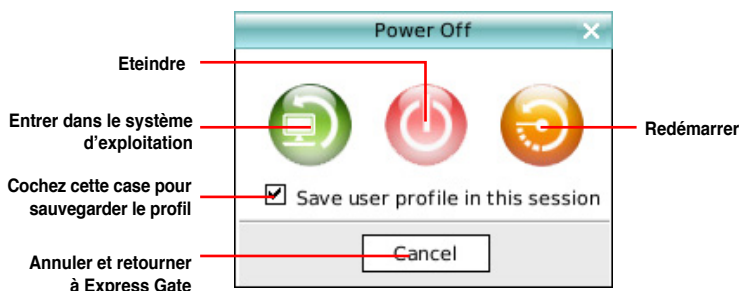 Power Off
Eteindre
Entrer dans le système
d'exploitation
Redémarrer
Cochez cette case pour
sauvegarder le profil
Save user profile in this session
Cancel
Annuler et retourner
à Express Gate